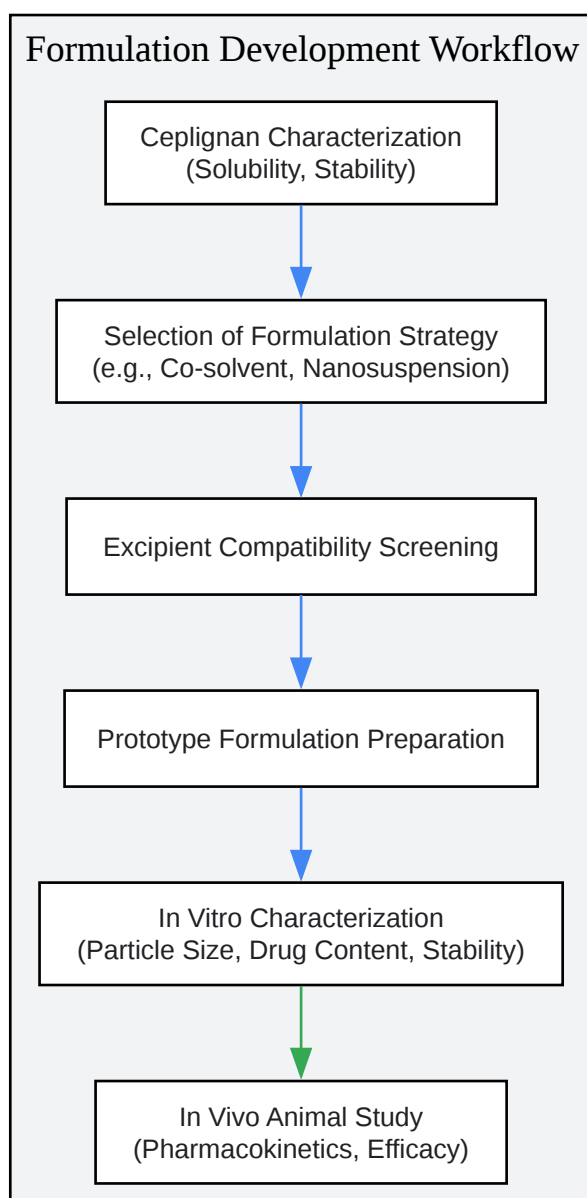 Formulation Development Workflow
Ceplignan Characterization
(Solubility, Stability)
Selection of Formulation Strategy
(e.g., Co-solvent, Nanosuspension)
Excipient Compatibility Screening
Prototype Formulation Preparation
In Vitro Characterization
(Particle Size, Drug Content, Stability)
In Vivo Animal Study
(Pharmacokinetics, Efficacy)